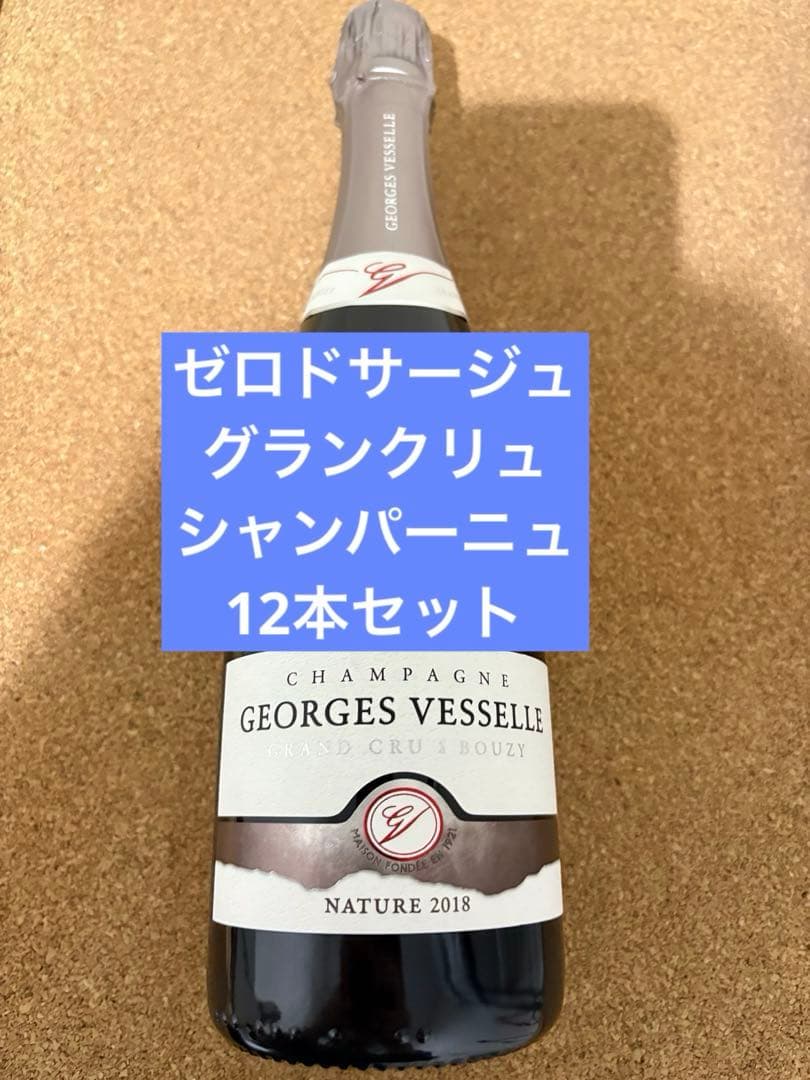 GEORGES VESSELLE
GV
ゼロドサージュ
グランクリュ
シャンパーニュ
12本セット
CHAMPAGNE
GEORGES VESSELLE
GRAND CRU À BOUZY
GV
MAISON FONDÉE EN 1921
NATURE 2018